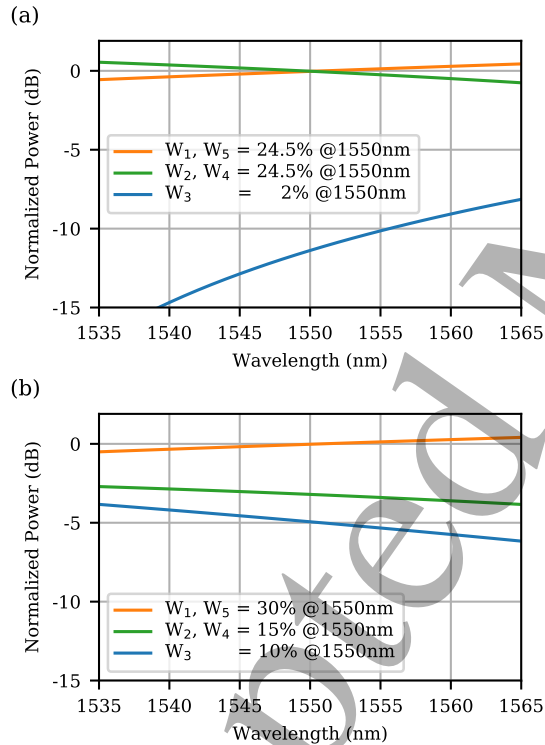 (a)
0
-5
-10
-15
Normalized Power (dB)
W₁, W₅ = 24.5% @1550nm
W₂, W₄ = 24.5% @1550nm
W₃ = 2% @1550nm
1535 1540 1545 1550 1555 1560 1565
Wavelength (nm)
(b)
0
-5
-10
-15
Normalized Power (dB)
W₁, W₅ = 30% @1550nm
W₂, W₄ = 15% @1550nm
W₃ = 10% @1550nm
1535 1540 1545 1550 1555 1560 1565
Wavelength (nm)
pted